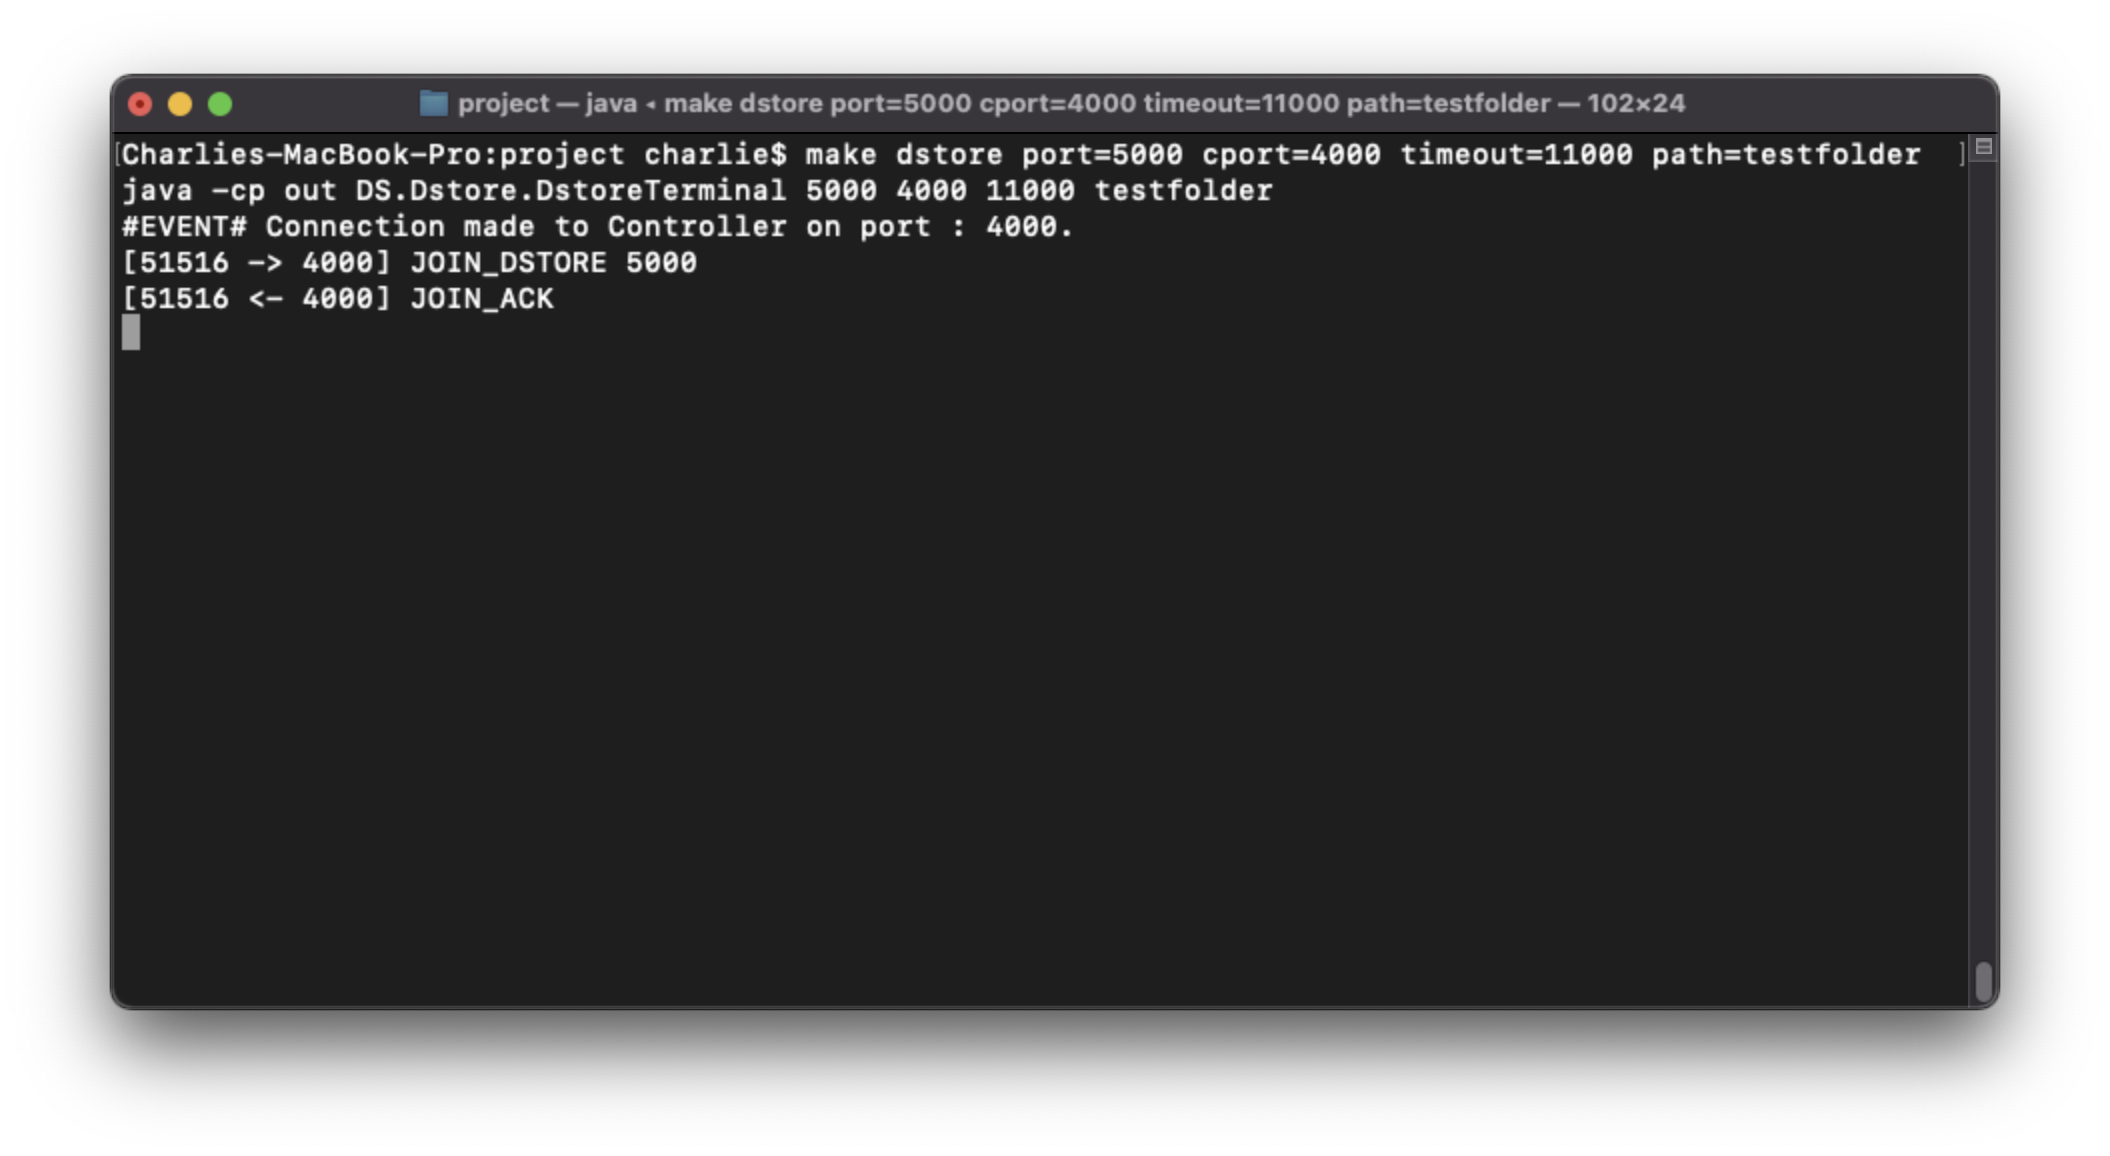 project — java ◂ make dstore port=5000 cport=4000 timeout=11000 path=testfolder — 102×24
[Charlies-MacBook-Pro:project charlie$ make dstore port=5000 cport=4000 timeout=11000 path=testfolder ]
java -cp out DS.Dstore.DstoreTerminal 5000 4000 11000 testfolder
#EVENT# Connection made to Controller on port : 4000.
[51516 -> 4000] JOIN_DSTORE 5000
[51516 <- 4000] JOIN_ACK